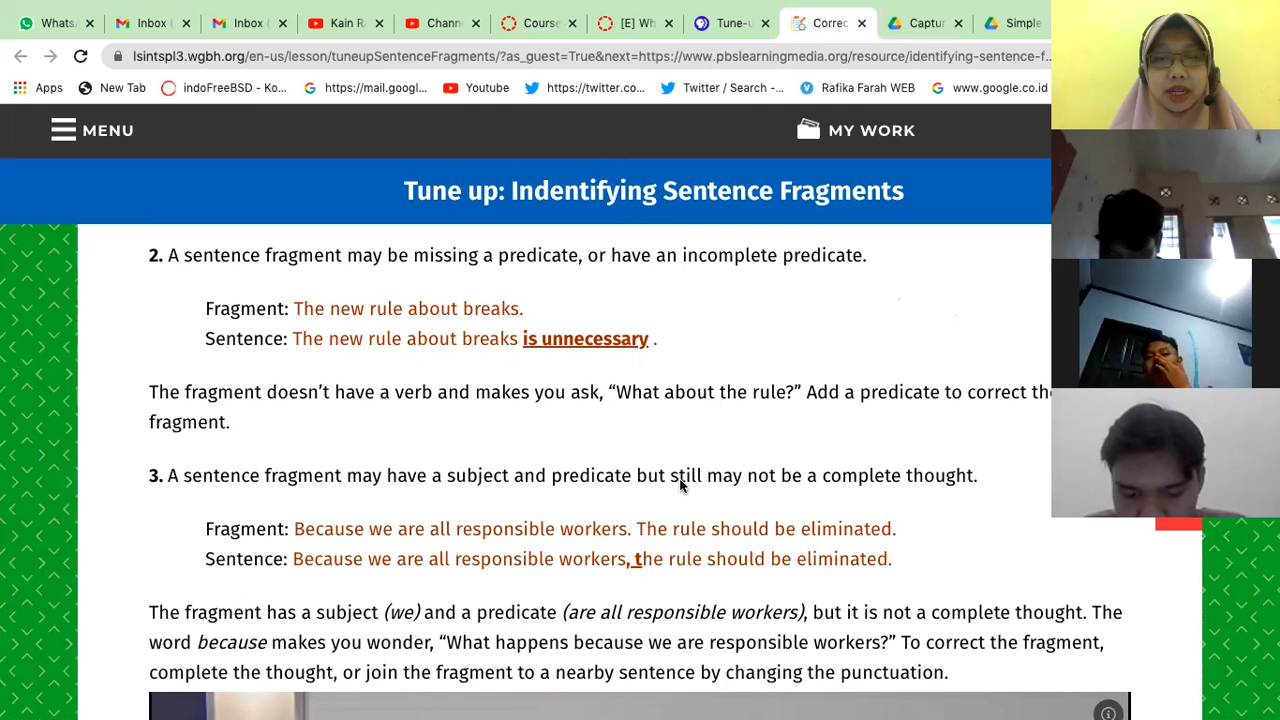 WhatsA
Inbox (
Inbox (
Kain Ra
Channe
Course
[E] Wh
Tune-u
Correc
Captur
Simple
lsintspl3.wgbh.org/en-us/lesson/tuneupSentenceFragments/?as_guest=True&next=https://www.pbslearningmedia.org/resource/identifying-sentence-f...
Apps New Tab indoFreeBSD - Ko... https://mail.googl... Youtube https://twitter.co... Twitter / Search -... Rafika Farah WEB www.google.co.id
MENU
MY WORK
Tune up: Indentifying Sentence Fragments
2. A sentence fragment may be missing a predicate, or have an incomplete predicate.
Fragment: The new rule about breaks.
Sentence: The new rule about breaks is unnecessary .
The fragment doesn’t have a verb and makes you ask, “What about the rule?” Add a predicate to correct the
fragment.
3. A sentence fragment may have a subject and predicate but still may not be a complete thought.
Fragment: Because we are all responsible workers. The rule should be eliminated.
Sentence: Because we are all responsible workers, the rule should be eliminated.
The fragment has a subject (we) and a predicate (are all responsible workers), but it is not a complete thought. The
word because makes you wonder, “What happens because we are responsible workers?” To correct the fragment,
complete the thought, or join the fragment to a nearby sentence by changing the punctuation.